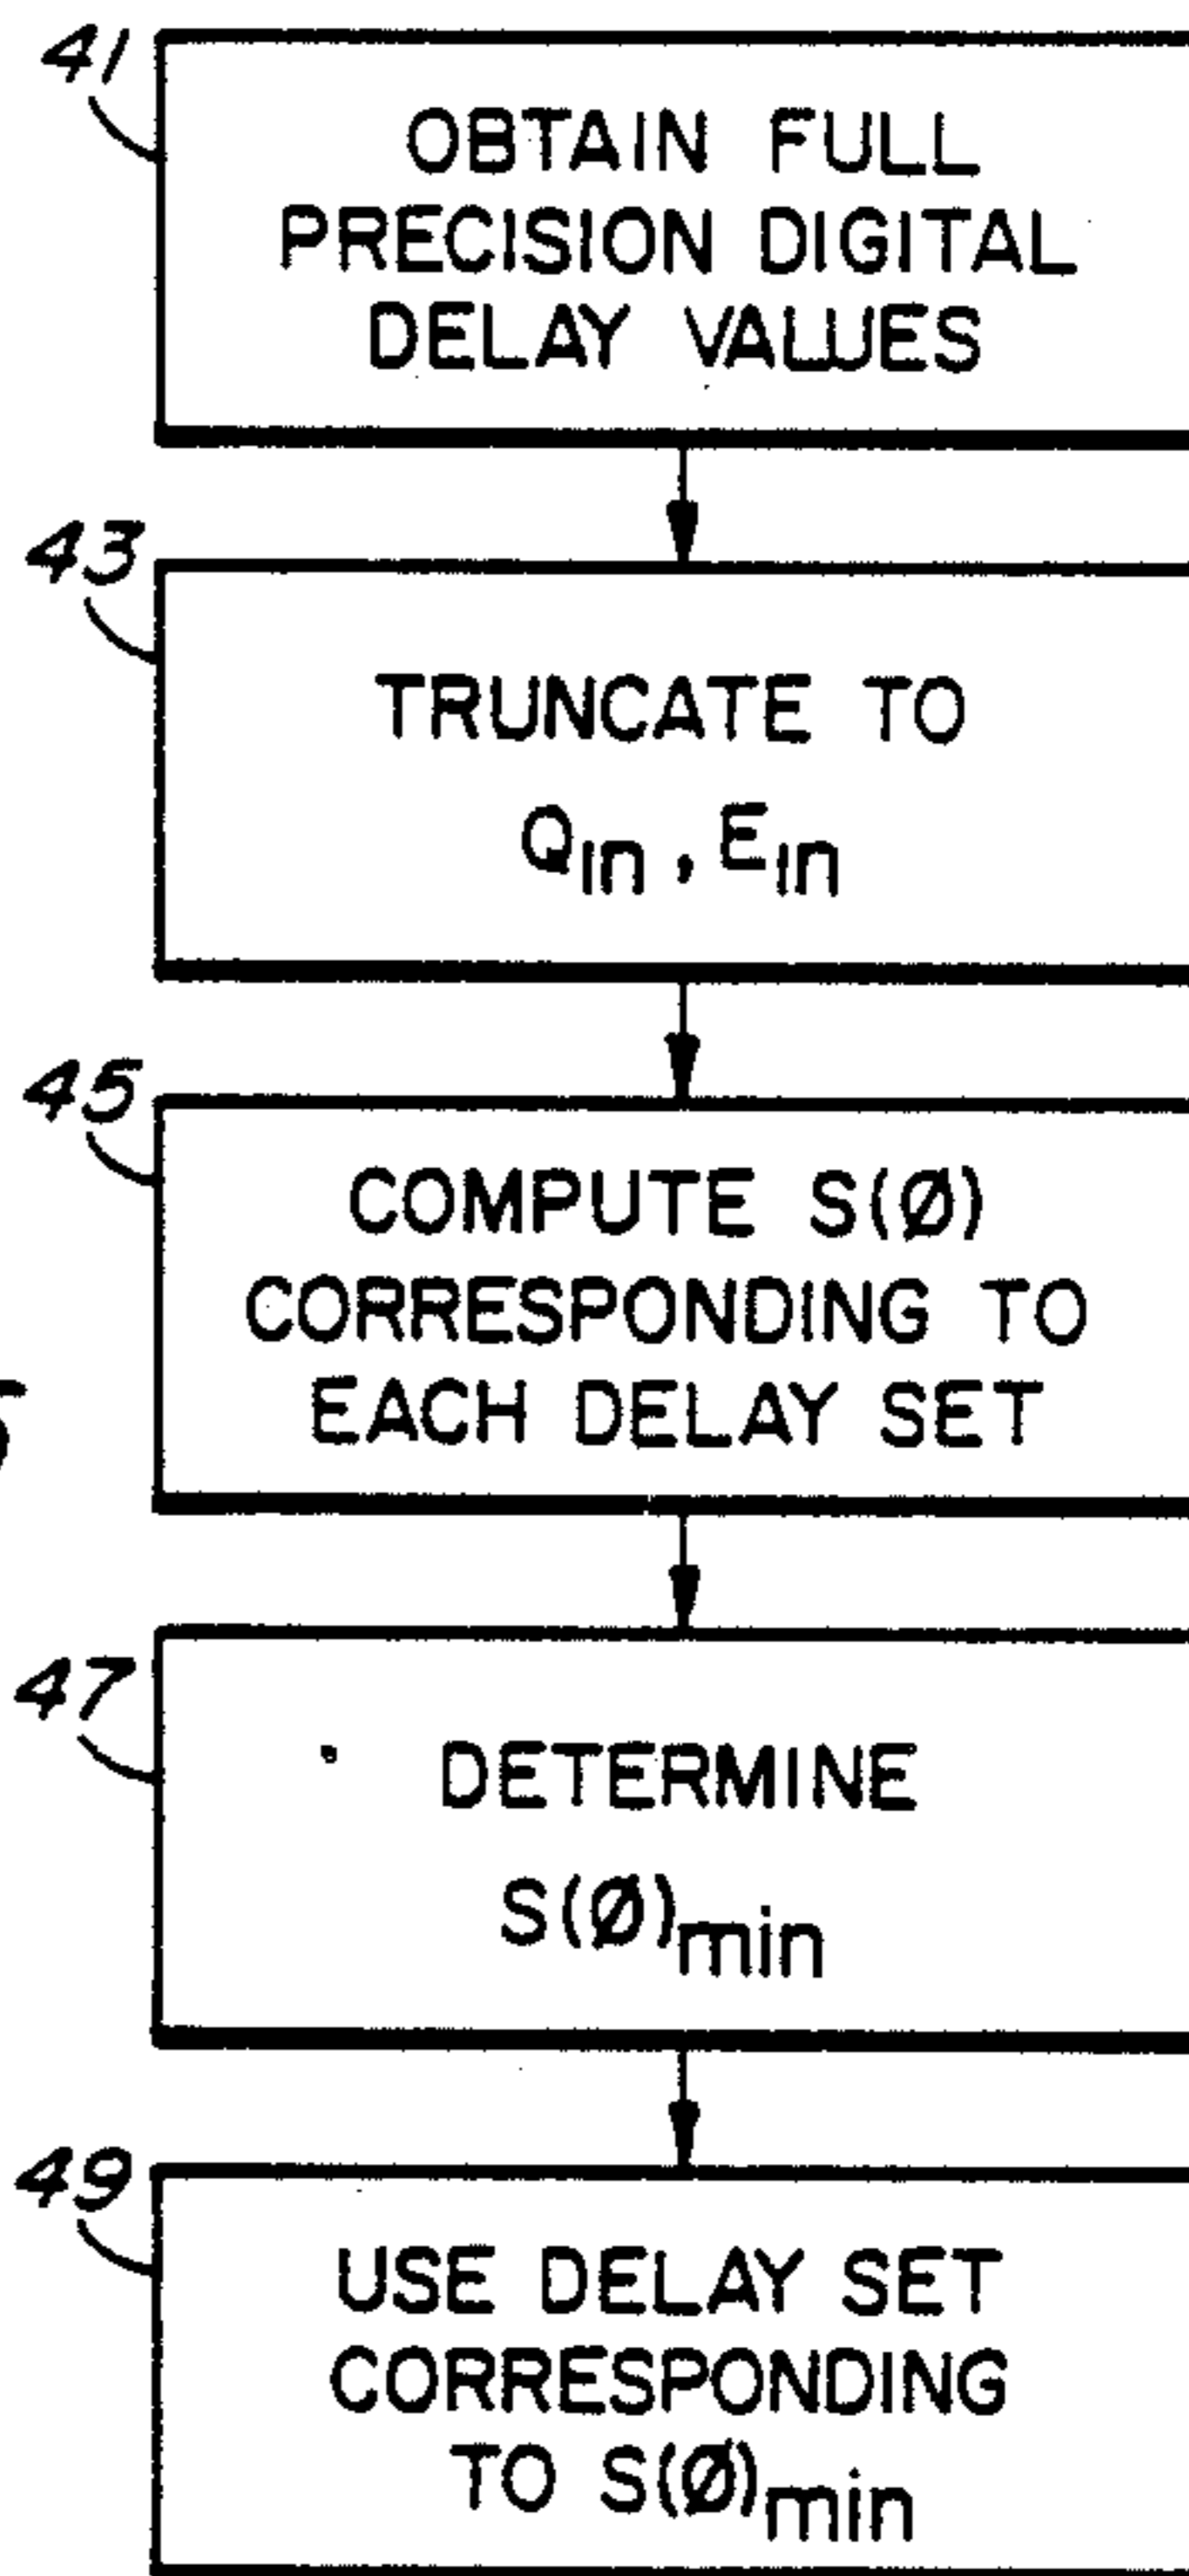 41
OBTAIN FULL
PRECISION DIGITAL
DELAY VALUES
43
TRUNCATE TO
Qin , Ein
45
COMPUTE S(Ø)
CORRESPONDING TO
EACH DELAY SET
47
DETERMINE
S(Ø)min
49
USE DELAY SET
CORRESPONDING
TO S(Ø)min